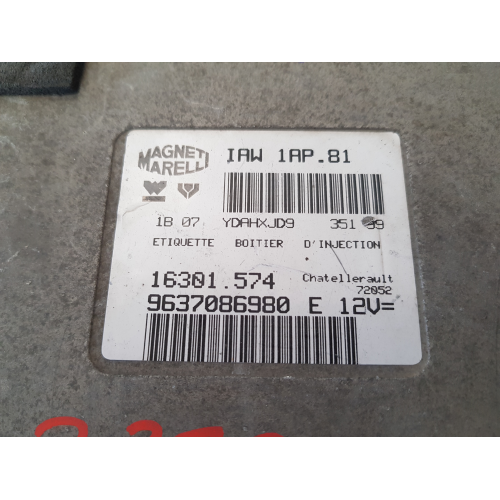 MAGNETI
MARELLI
IAW 1AP.81
1B 07 YDAHXJD9 351 99
ETIQUETTE BOITIER D'INJECTION
16301.574 Chatellerault
72052
9637086980 E 12V=